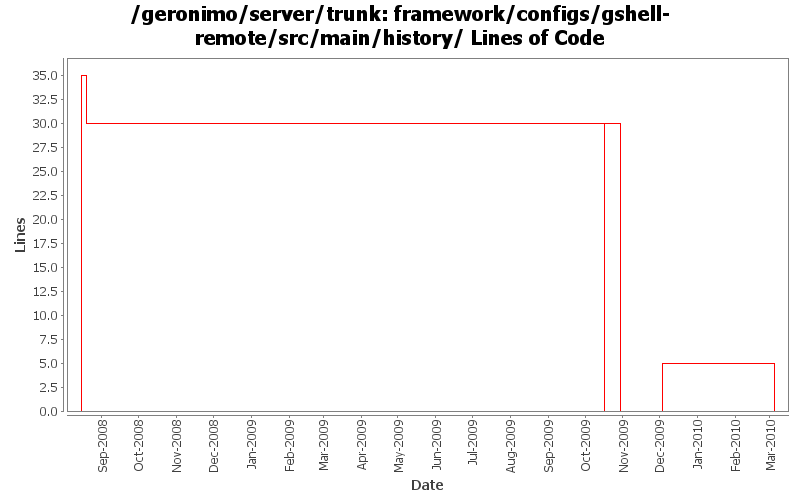 /geronimo/server/trunk: framework/configs/gshell-
remote/src/main/history/ Lines of Code
35.0
32.5
30.0
27.5
25.0
22.5
20.0
17.5
15.0
12.5
10.0
7.5
5.0
2.5
0.0
Lines
Sep-2008
Oct-2008
Nov-2008
Dec-2008
Jan-2009
Feb-2009
Mar-2009
Apr-2009
May-2009
Jun-2009
Jul-2009
Aug-2009
Sep-2009
Oct-2009
Nov-2009
Dec-2009
Jan-2010
Feb-2010
Mar-2010
Date